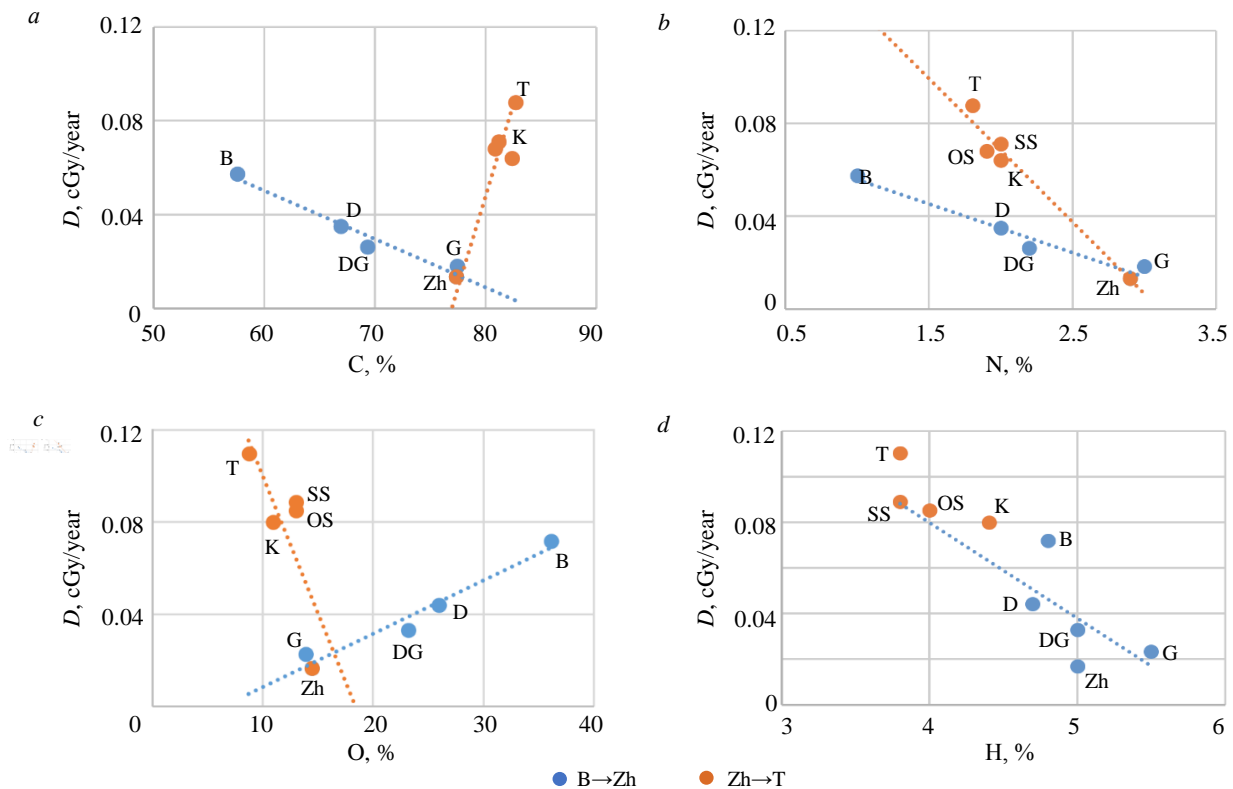 a
0.12
0.08
0.04
0
D, cGy/year
B
D
DG
G
Zh
T
K
50 60 70 80 90
C, %
b
0.12
0.08
0.04
0
D, cGy/year
T
SS
OS
K
B
D
DG
G
Zh
0.5 1.5 2.5 3.5
N, %
c
0.12
0.08
0.04
0
D, cGy/year
T
SS
OS
K
B
D
DG
G
Zh
0 10 20 30 40
O, %
d
0.12
0.08
0.04
0
D, cGy/year
T
SS
OS
K
B
D
DG
G
Zh
3 4 5 6
H, %
B→Zh Zh→T